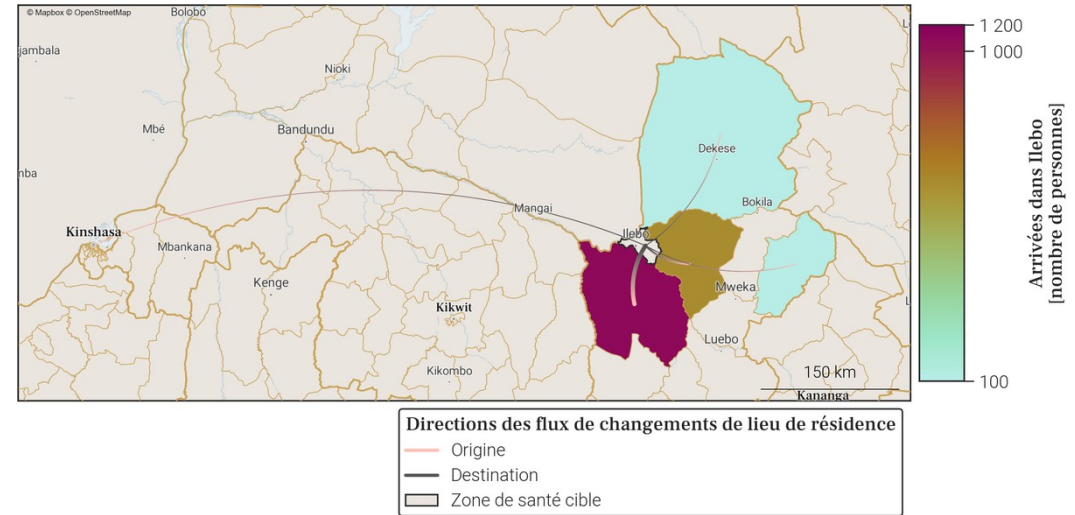 © Mapbox © OpenStreetMap
Bolobo
jambala
Nioki
Mbé
Bandundu
nba
Dekese
Mangai
Bokila
Kinshasa
Ilebo
Mbankana
Kenge
Mweka
Kikwit
Luebo
Kikombo
150 km
Kananga
1 200
1 000
100
Arrivées dans Ilebo
[nombre de personnes]
Directions des flux de changements de lieu de résidence
Origine
Destination
Zone de santé cible